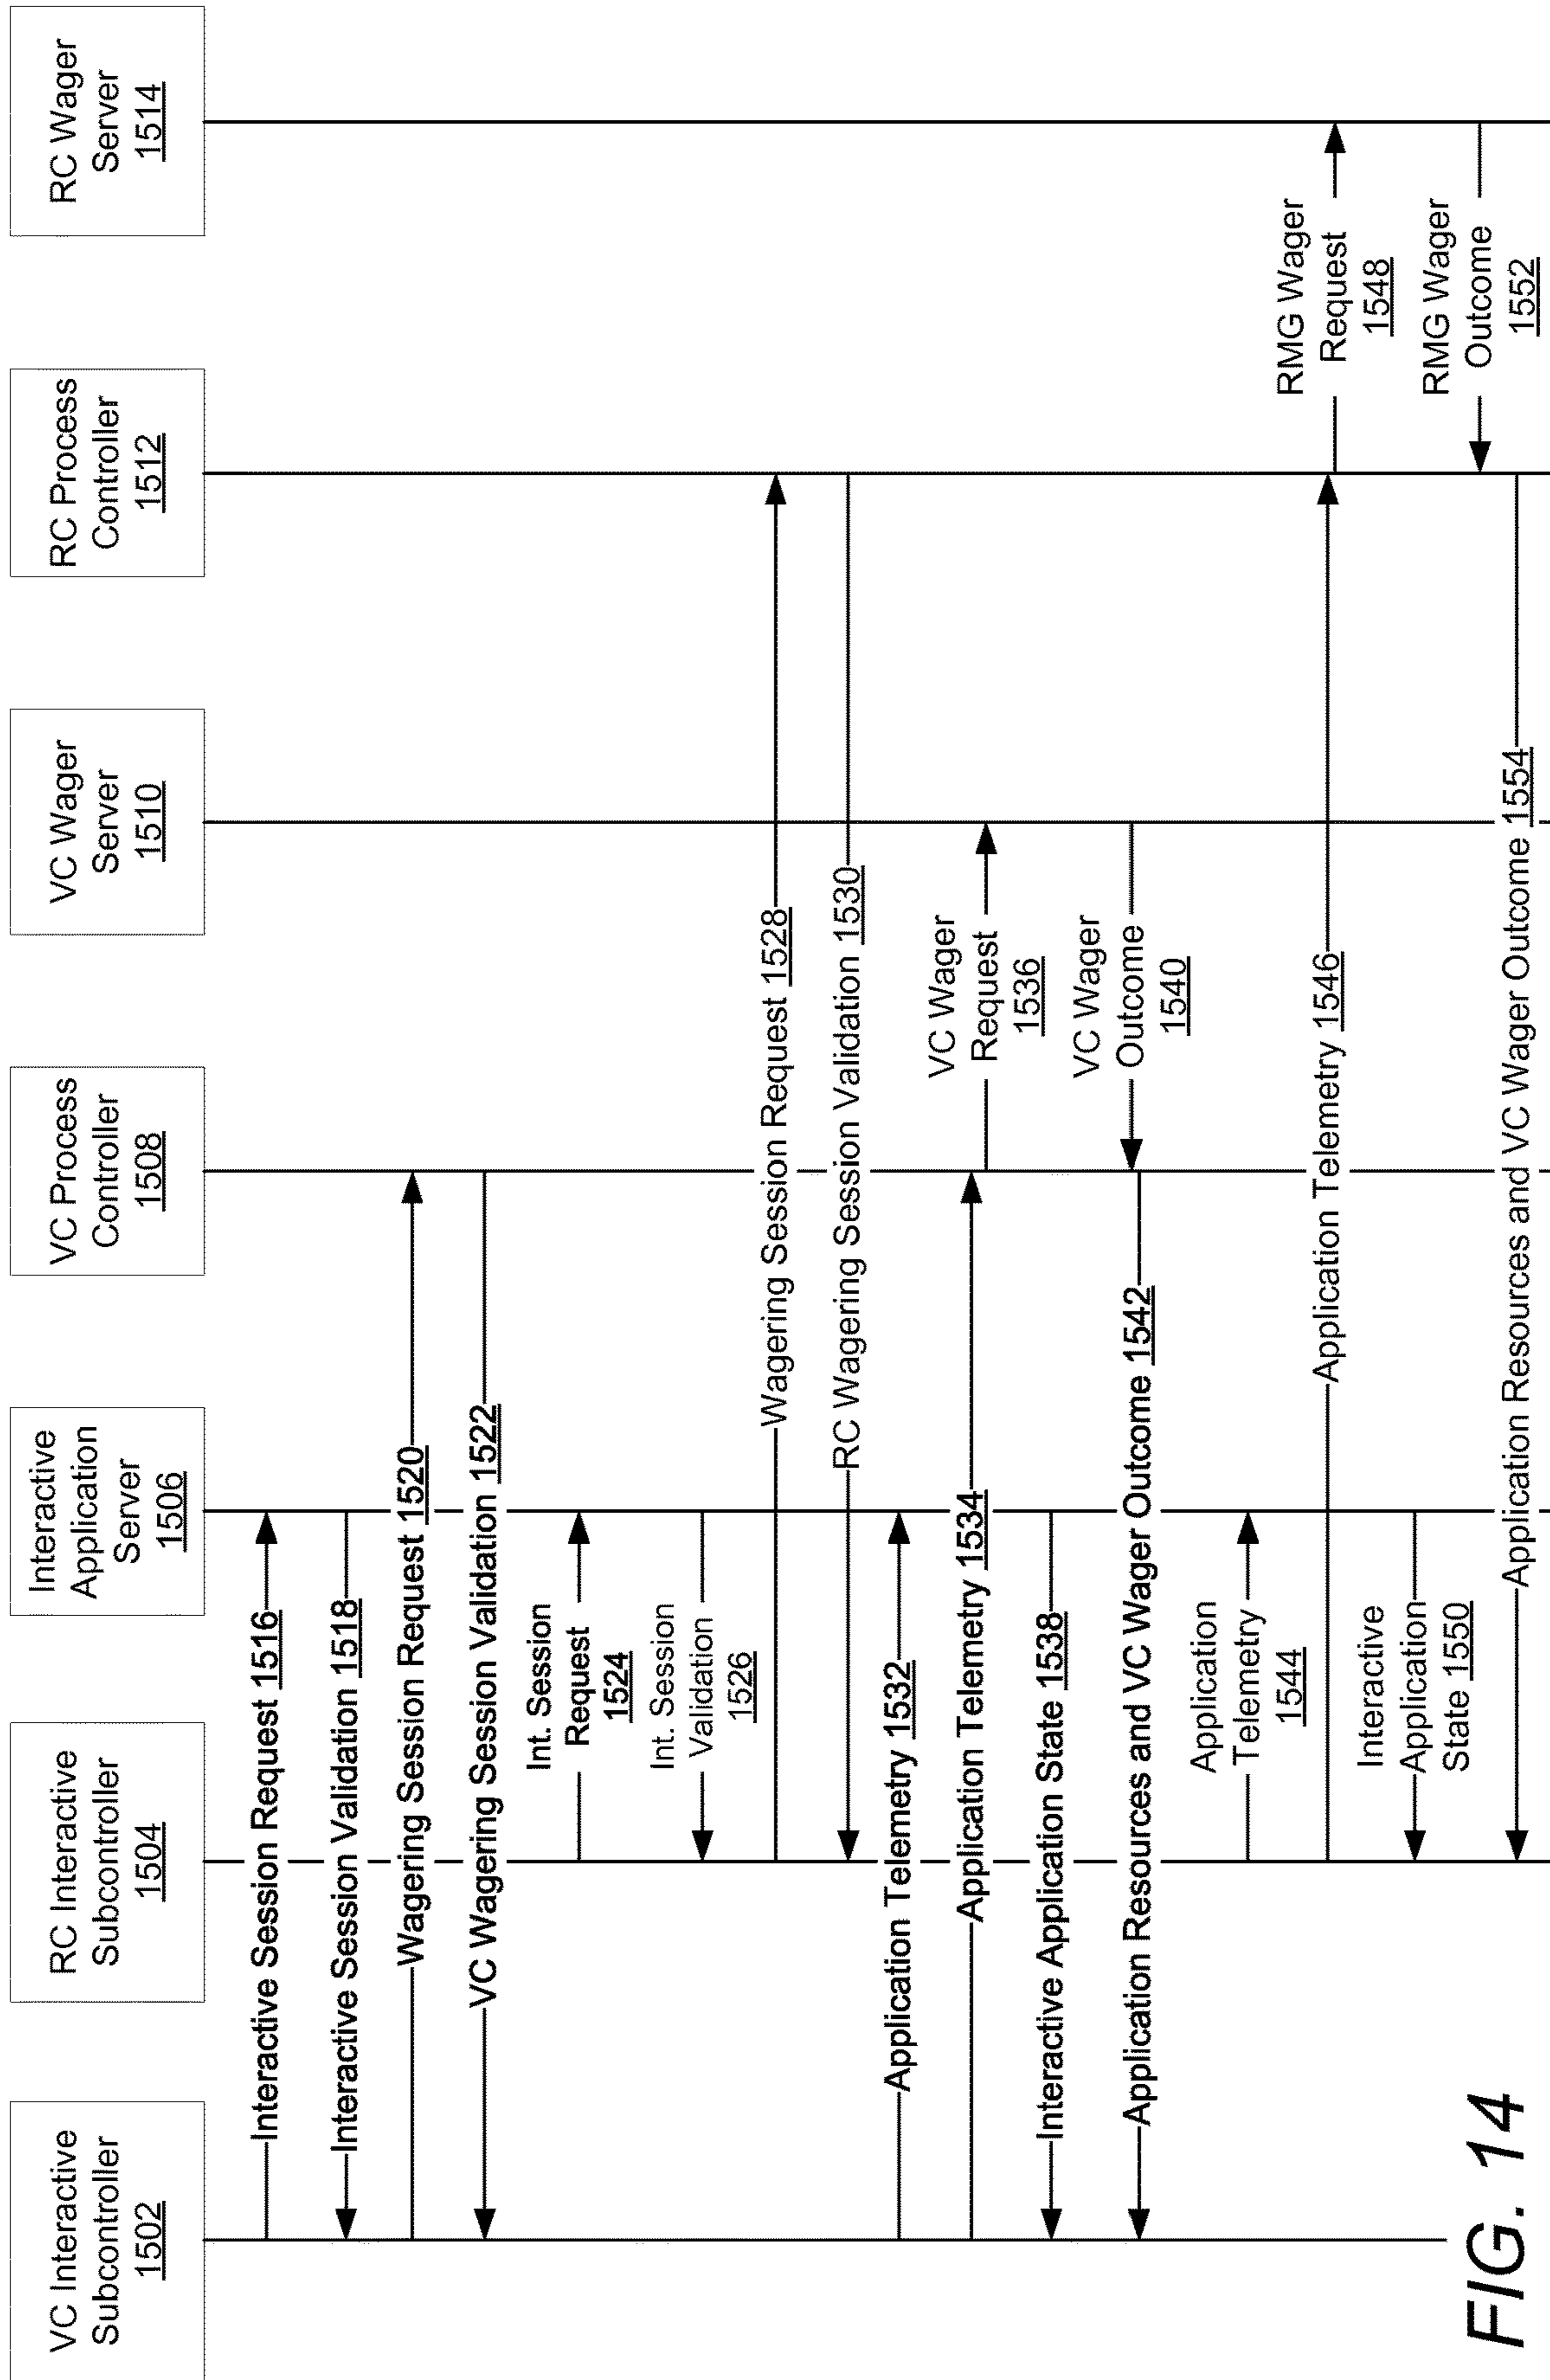 VC Interactive
Subcontroller
1502
RC Interactive
Subcontroller
1504
Interactive
Application
Server
1506
VC Process
Controller
1508
VC Wager
Server
1510
RC Process
Controller
1512
RC Wager
Server
1514
Interactive Session Request 1516
Interactive Session Validation 1518
Wagering Session Request 1520
VC Wagering Session Validation 1522
Int. Session
Request
1524
Int. Session
Validation
1526
Wagering Session Request 1528
RC Wagering Session Validation 1530
Application Telemetry 1532
Application Telemetry 1534
VC Wager
Request
1536
Interactive Application State 1538
VC Wager
Outcome
1540
Application Resources and VC Wager Outcome 1542
Application
Telemetry
1544
Application Telemetry 1546
RMG Wager
Request
1548
Interactive
Application
State 1550
RMG Wager
Outcome
1552
Application Resources and VC Wager Outcome 1554
FIG. 14